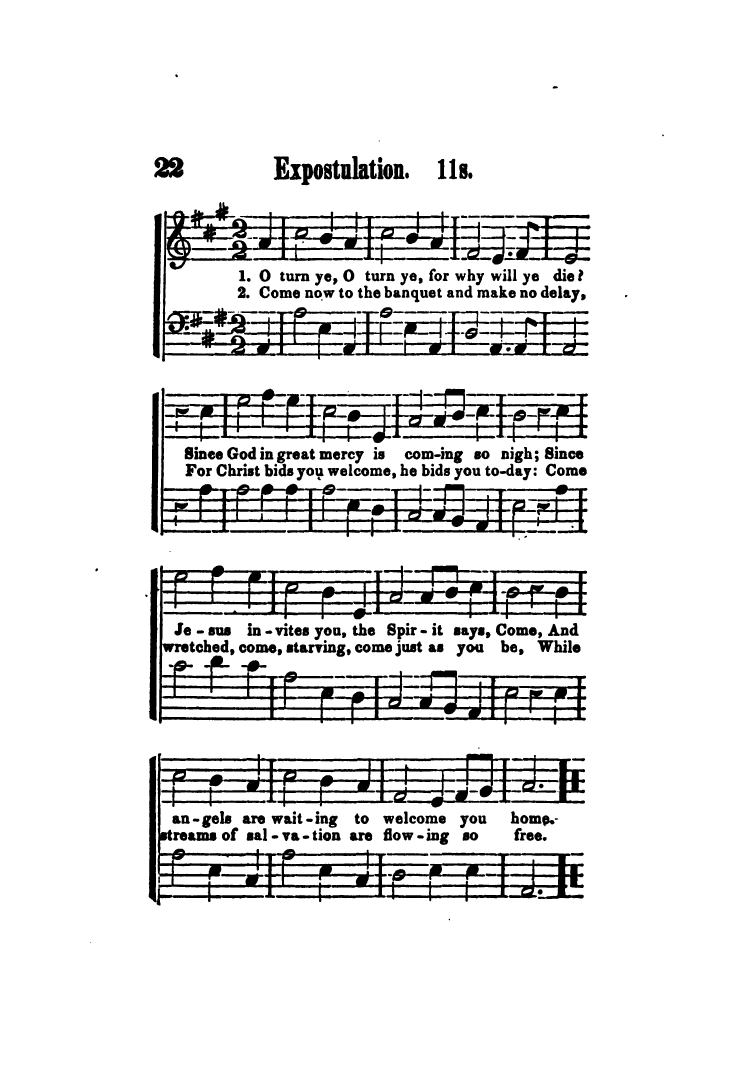 22 Expostulation. 11s.
1. O turn ye, O turn ye, for why will ye die?
2. Come now to the banquet and make no delay,
Since God in great mercy is com-ing so nigh; Since
For Christ bids you welcome, he bids you to-day: Come
Je - sus in - vites you, the Spir - it says, Come, And
wretched, come, starving, come just as you be, While
an - gels are wait - ing to welcome you home.
streams of sal - va - tion are flow - ing so free.